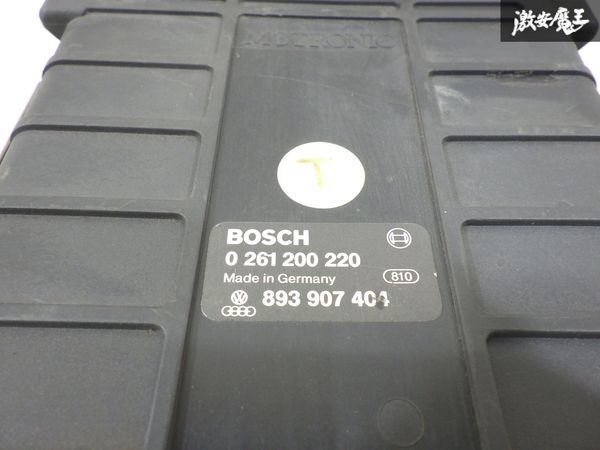 激安魔王
MOTRONIC
T
BOSCH
0 261 200 220
Made in Germany 810
893 907 404